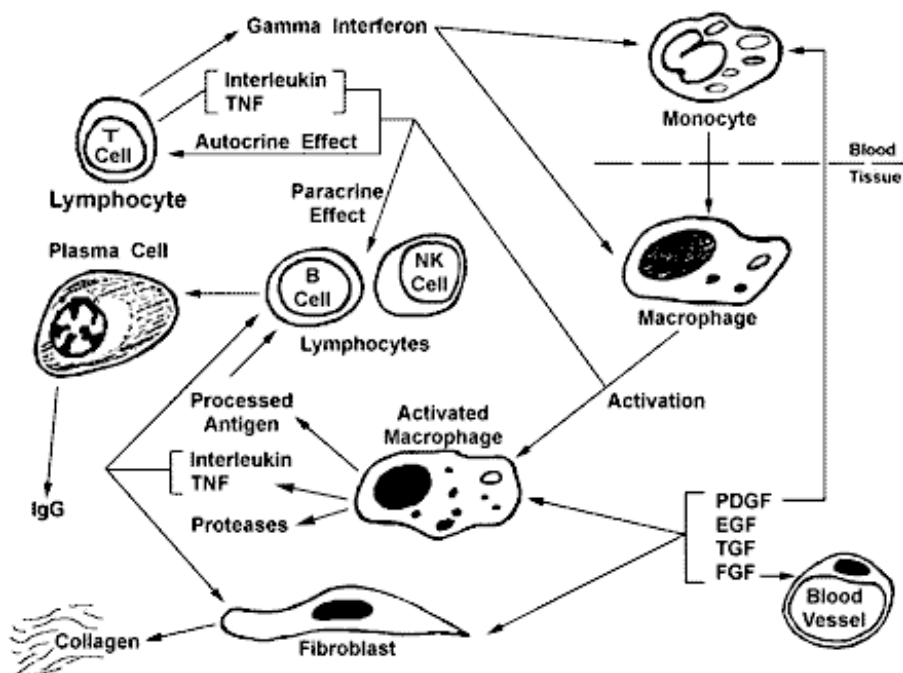 Gamma Interferon
Interleukin
TNF
T
Cell
Autocrine Effect
Lymphocyte
Monocyte
Blood
Tissue
Paracrine
Effect
Plasma Cell
B
Cell
NK
Cell
Lymphocytes
Macrophage
Processed
Antigen
Activated
Macrophage
Activation
Interleukin
TNF
Proteases
IgG
PDGF
EGF
TGF
FGF
Blood
Vessel
Collagen
Fibroblast